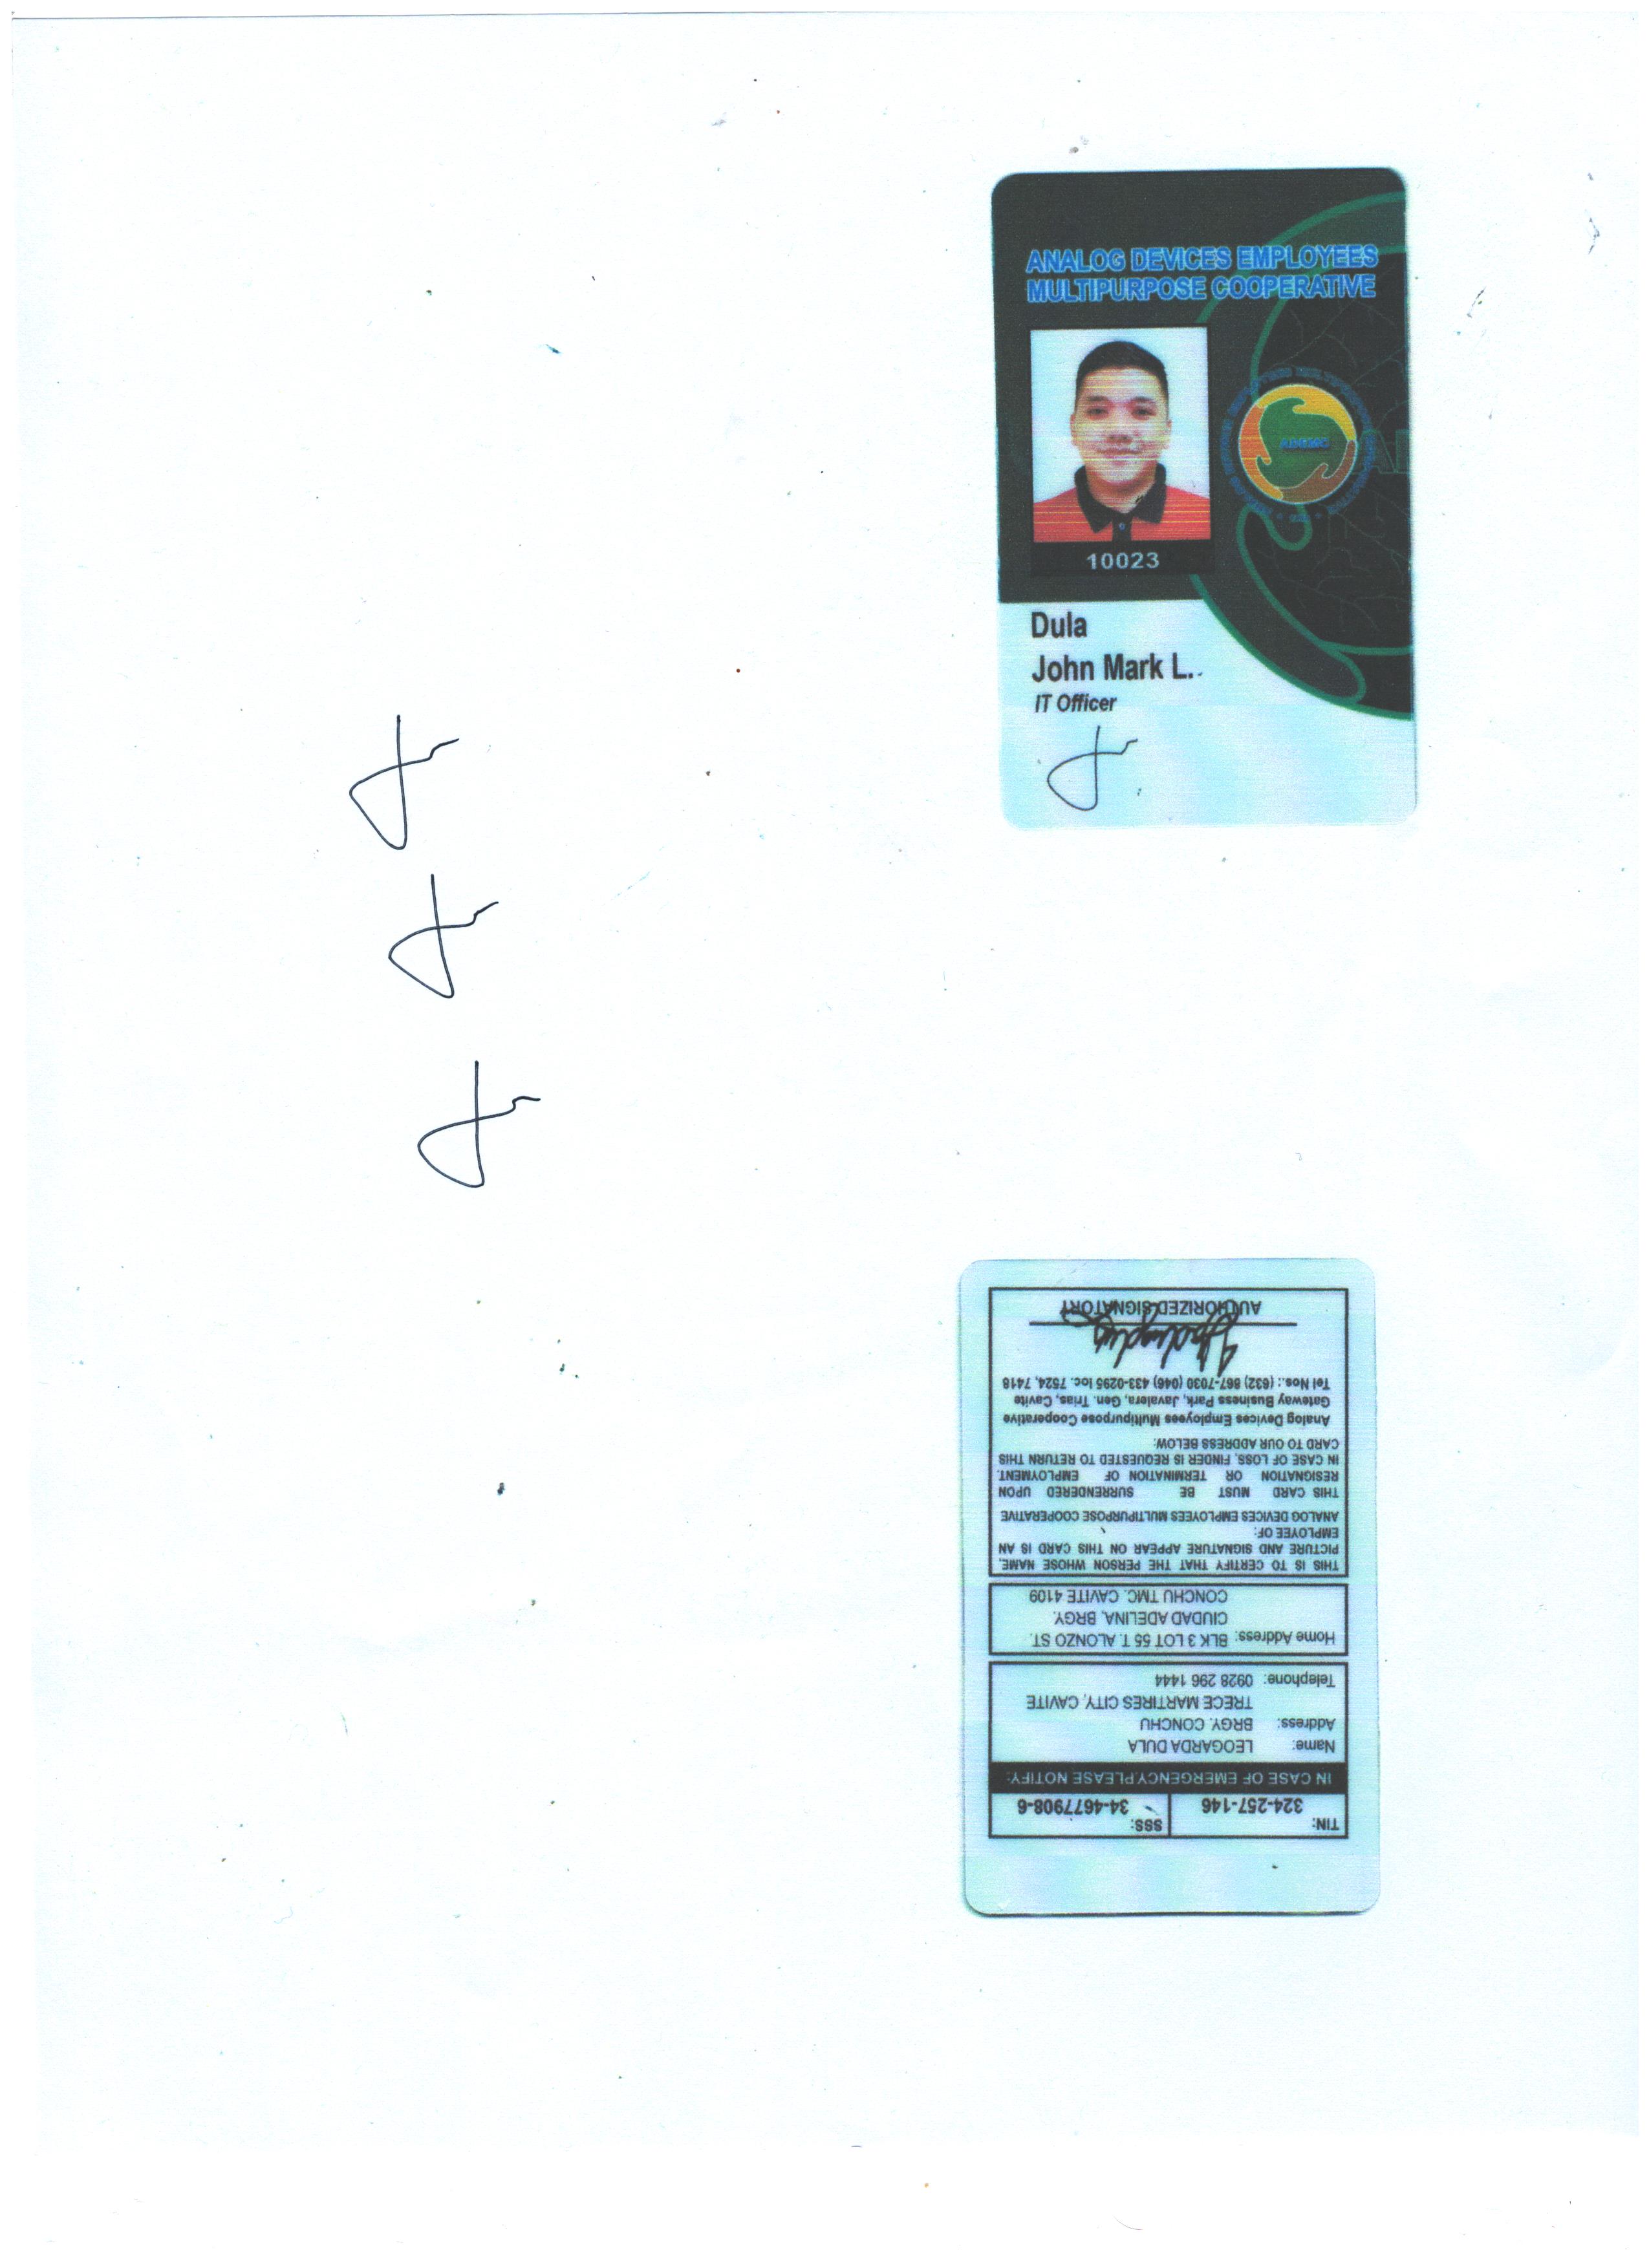 ANALOG DEVICES EMPLOYEES
MULTIPURPOSE COOPERATIVE
ADEMC
10023
Dula
John Mark L.
IT Officer
TIN:
324-257-146
SSS:
34-4677908-6
IN CASE OF EMERGENCY,PLEASE NOTIFY:
Name: LEOGARDA DULA
Address: BRGY. CONCHU
TRECE MARTIRES CITY, CAVITE
Telephone: 0928 296 1444
Home Address: BLK 3 LOT 55 T. ALONZO ST.
CIUDAD ADELINA, BRGY.
CONCHU TMC. CAVITE 4109
THIS IS TO CERTIFY THAT THE PERSON WHOSE NAME,
PICTURE AND SIGNATURE APPEAR ON THIS CARD IS AN
EMPLOYEE OF:
ANALOG DEVICES EMPLOYEES MULTIPURPOSE COOPERATIVE
THIS CARD MUST BE SURRENDERED UPON
RESIGNATION OR TERMINATION OF EMPLOYMENT.
IN CASE OF LOSS, FINDER IS REQUESTED TO RETURN THIS
CARD TO OUR ADDRESS BELOW:
Analog Devices Employees Multipurpose Cooperative
Gateway Business Park, Javalera, Gen. Trias, Cavite
Tel Nos.: (632) 867-7030 (046) 433-0295 loc. 7524, 7418
AUTHORIZED SIGNATORY